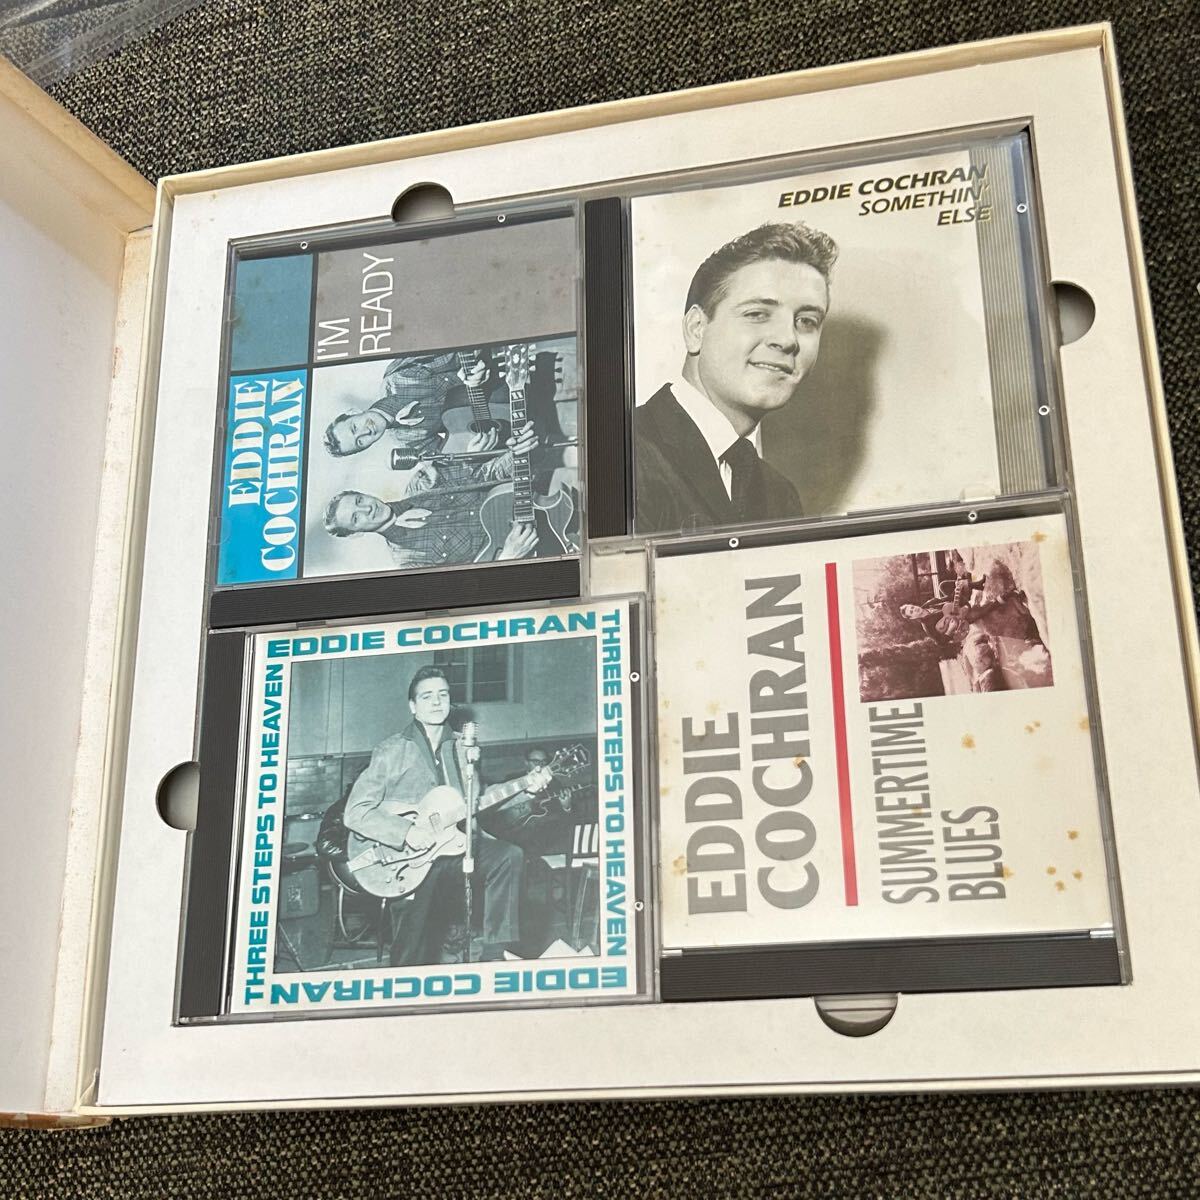 EDDIE
COCHRAN
I'M
READY
EDDIE COCHRAN
SOMETHIN'
ELSE
EDDIE COCHRAN
THREE STEPS TO HEAVEN
EDDIE COCHRAN
THREE STEPS TO HEAVEN
EDDIE
COCHRAN
SUMMERTIME
BLUES